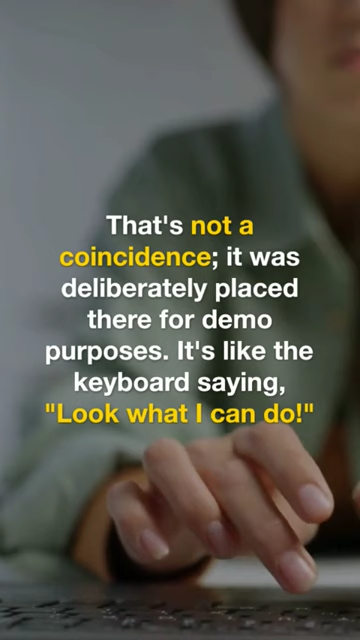 That's not a
coincidence; it was
deliberately placed
there for demo
purposes. It's like the
keyboard saying,
"Look what I can do!"